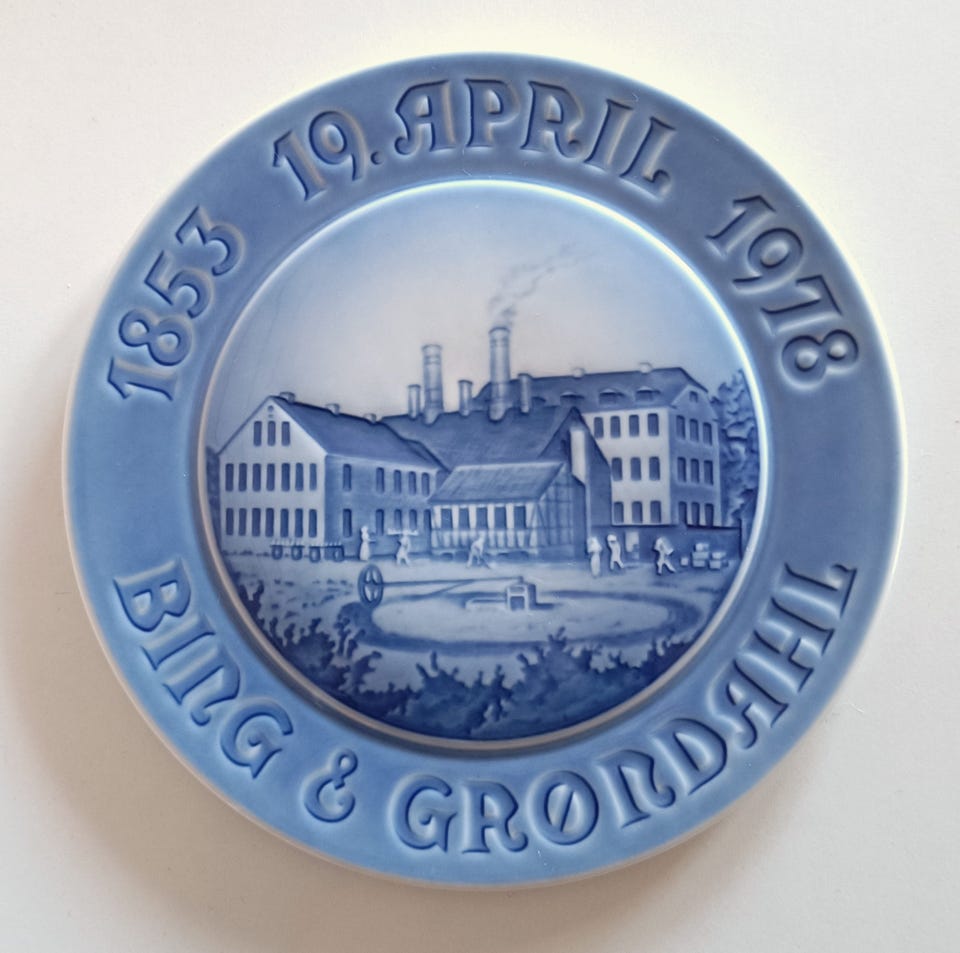 1853 19. APRIL 1978
BING & GRØNDAHL